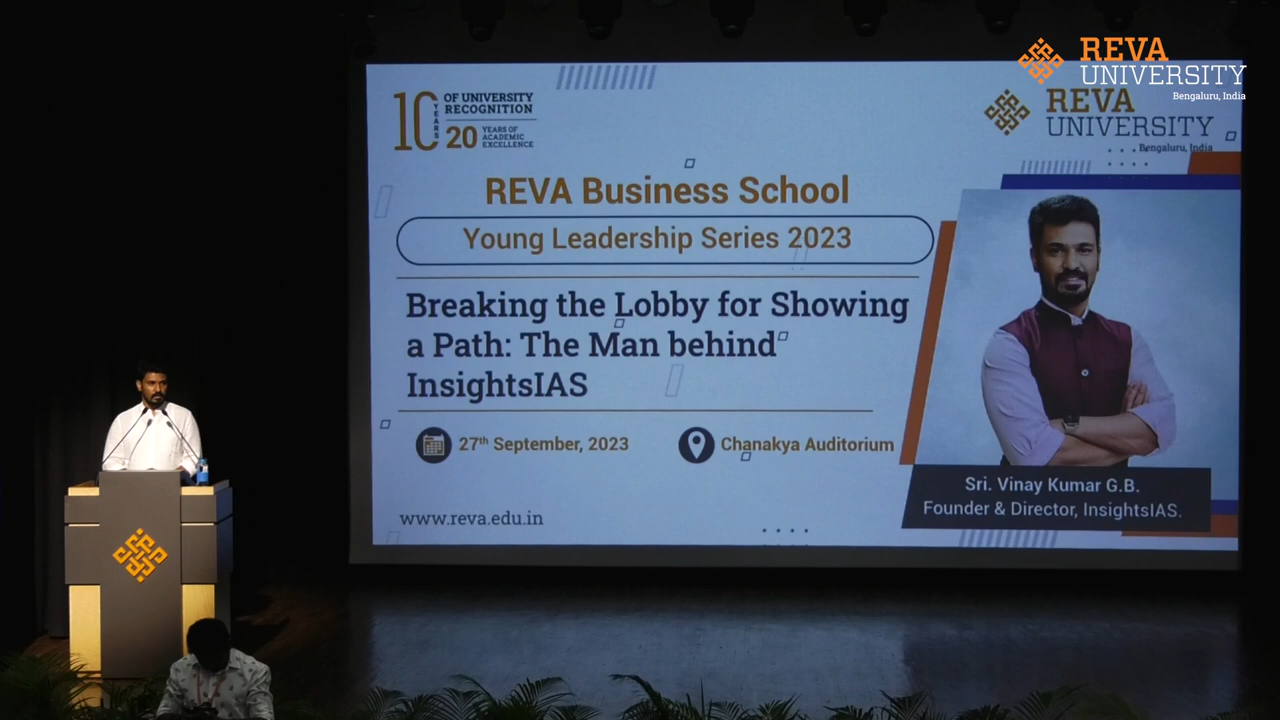 REVA
UNIVERSITY
Bengaluru, India
10
YEARS
OF UNIVERSITY
RECOGNITION
20
YEARS OF
ACADEMIC
EXCELLENCE
REVA
UNIVERSITY
Bengaluru, India
REVA Business School
Young Leadership Series 2023
Breaking the Lobby for Showing
a Path: The Man behind
InsightsIAS
27th September, 2023
Chanakya Auditorium
Sri. Vinay Kumar G.B.
Founder & Director, InsightsIAS.
www.reva.edu.in